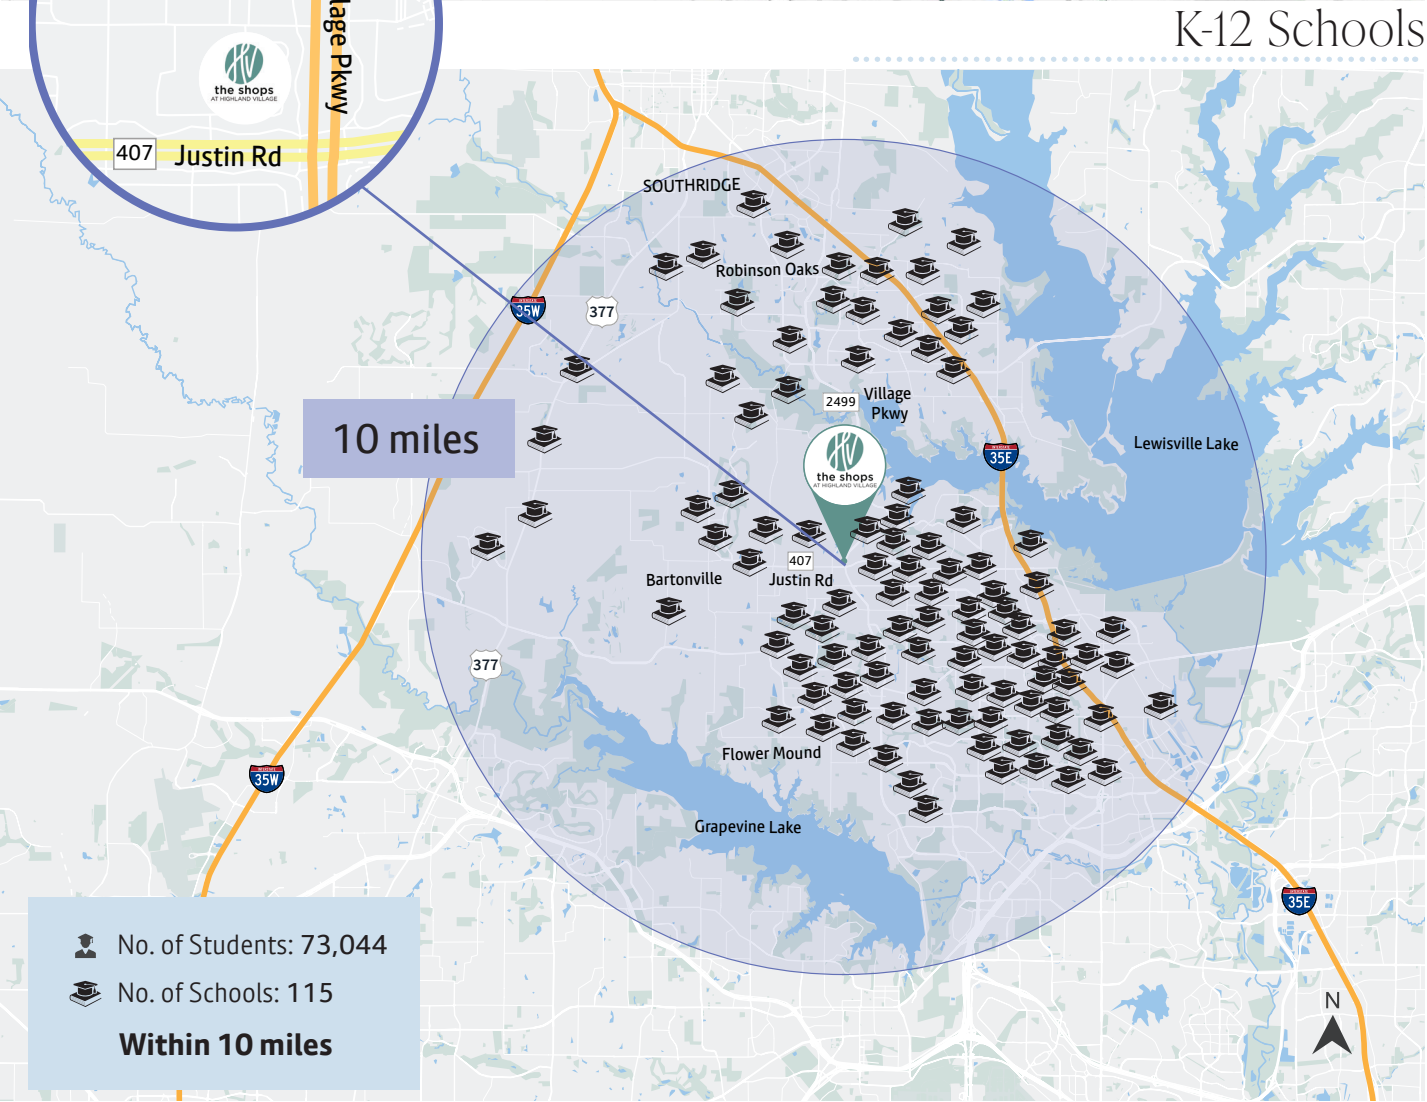 K-12 Schools
lage Pkwy
the shops
AT HIGHLAND VILLAGE
407
Justin Rd
SOUTHRIDGE
Robinson Oaks
35W
377
2499
Village
Pkwy
10 miles
the shops
AT HIGHLAND VILLAGE
35E
Lewisville Lake
407
Justin Rd
Bartonville
377
Flower Mound
35W
Grapevine Lake
35E
No. of Students: 73,044
No. of Schools: 115
Within 10 miles
N